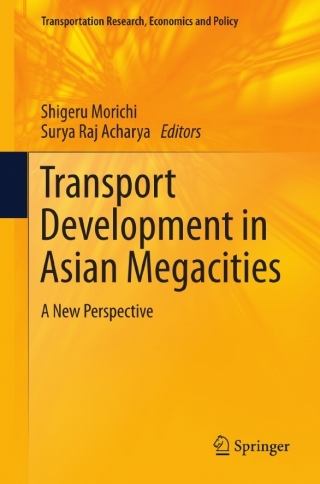 Transportation Research, Economics and Policy
Shigeru Morichi
Surya Raj Acharya Editors
Transport
Development in
Asian Megacities
A New Perspective
Springer